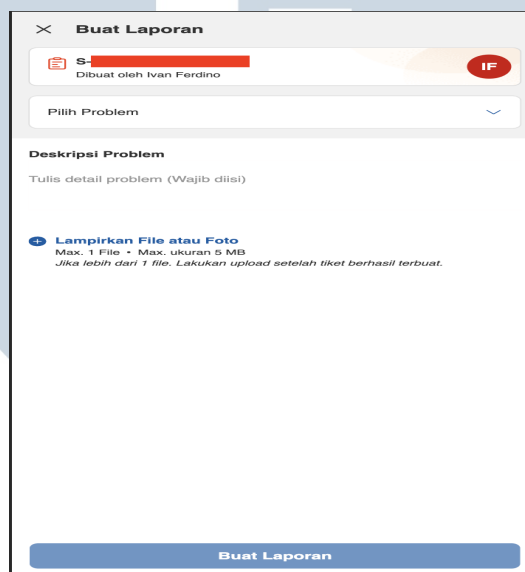 Buat Laporan
S-
Dibuat oleh Ivan Ferdino
IF
Pilih Problem
Deskripsi Problem
Tulis detail problem (Wajib diisi)
Lampirkan File atau Foto
Max. 1 File • Max. ukuran 5 MB
Jika lebih dari 1 file. Lakukan upload setelah tiket berhasil terbuat.
Buat Laporan